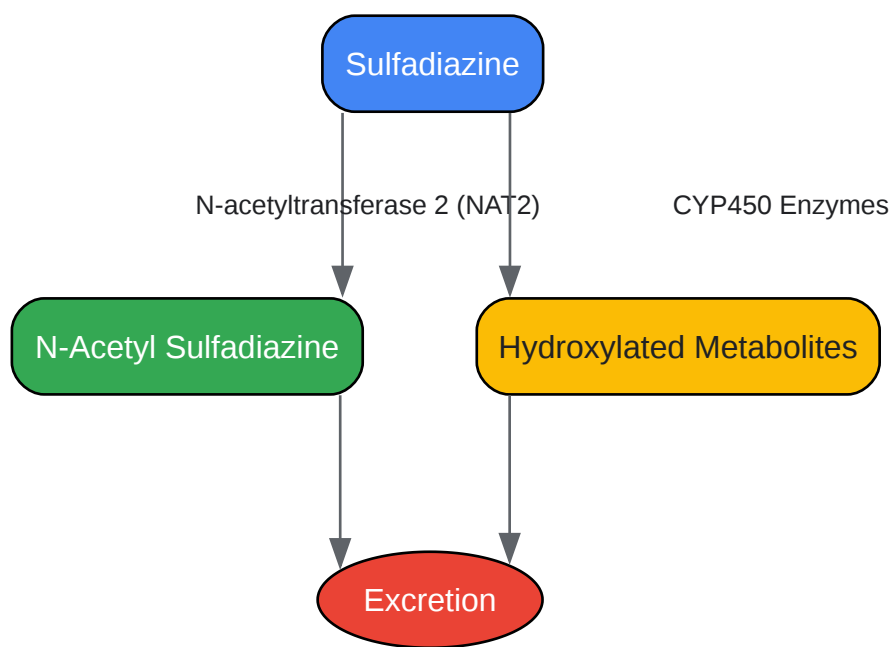 Sulfadiazine
N-acetyltransferase 2 (NAT2)
CYP450 Enzymes
N-Acetyl Sulfadiazine
Hydroxylated Metabolites
Excretion